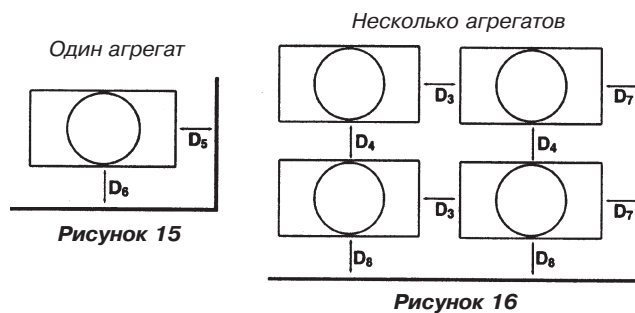 Один агрегат
D5
D6
Рисунок 15
Несколько агрегатов
D3 D7
D4 D4
D3 D7
D8 D8
Рисунок 16